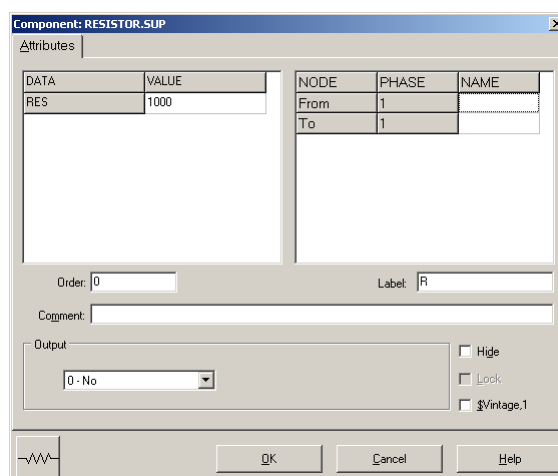 Component: RESISTOR.SUP
Attributes
DATA VALUE
RES 1000
NODE PHASE NAME
From 1
To 1
Order: 0
Label: R
Comment:
Output
0 - No
Hide
Lock
$Vintage,1
OK Cancel Help